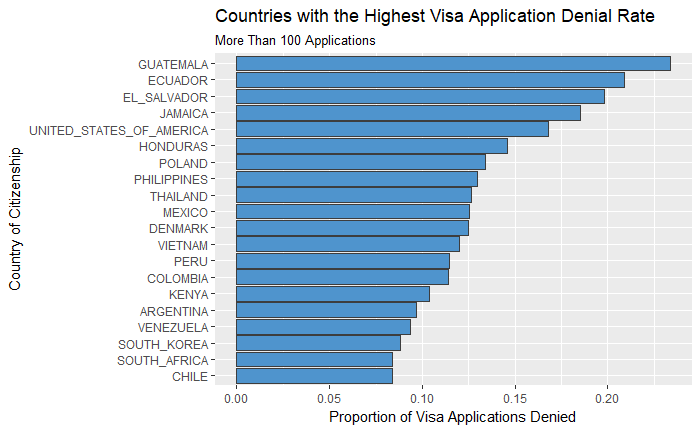 Countries with the Highest Visa Application Denial Rate
More Than 100 Applications
Country of Citizenship
GUATEMALA
ECUADOR
EL_SALVADOR
JAMAICA
UNITED_STATES_OF_AMERICA
HONDURAS
POLAND
PHILIPPINES
THAILAND
MEXICO
DENMARK
VIETNAM
PERU
COLOMBIA
KENYA
ARGENTINA
VENEZUELA
SOUTH_KOREA
SOUTH_AFRICA
CHILE
0.00 0.05 0.10 0.15 0.20
Proportion of Visa Applications Denied